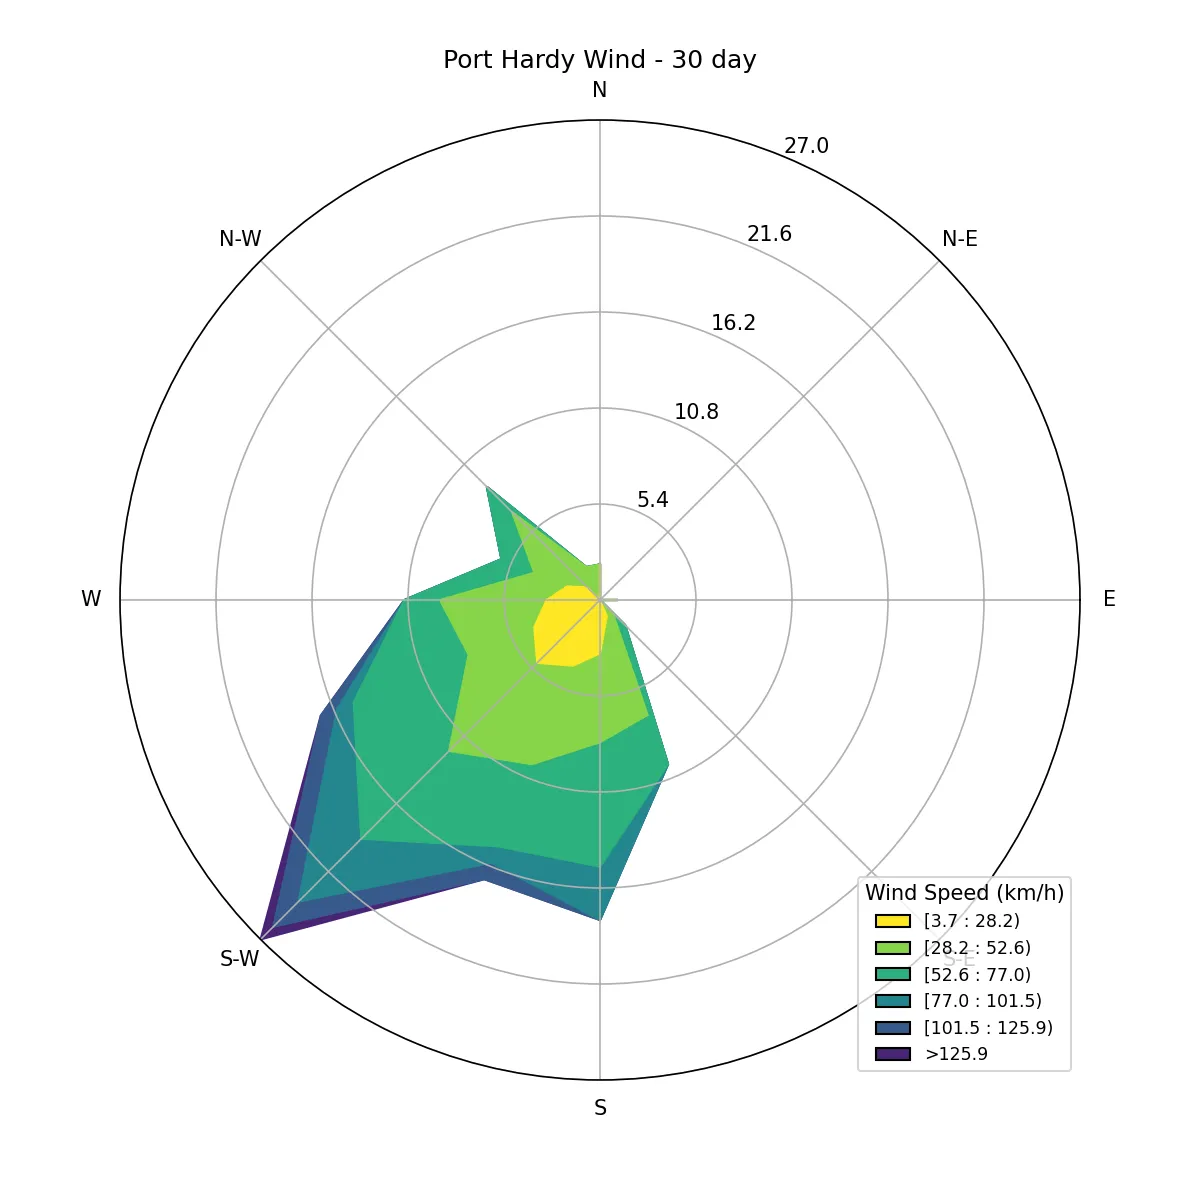 Port Hardy Wind - 30 day
N
27.0
N-W
21.6
N-E
16.2
10.8
5.4
W
E
S-W
S-E
S
Wind Speed (km/h)
[3.7 : 28.2)
[28.2 : 52.6)
[52.6 : 77.0)
[77.0 : 101.5)
[101.5 : 125.9)
>125.9